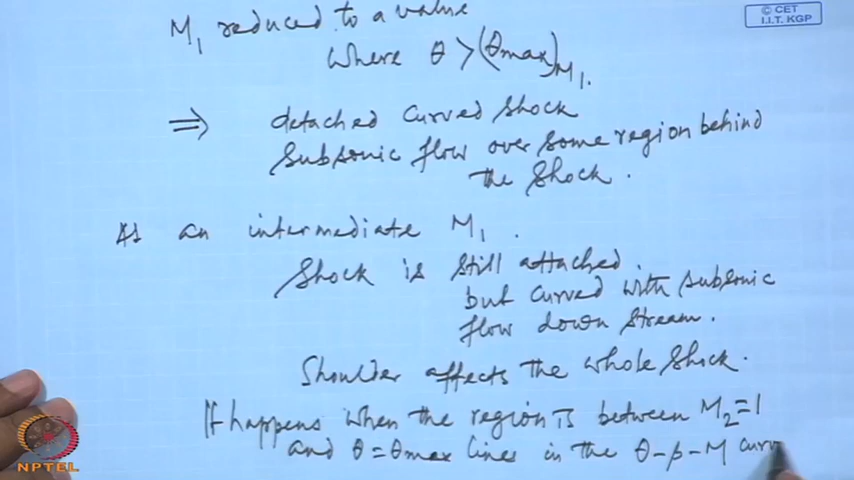 © CET
I.I.T. KGP
M₁ reduced to a value
where θ > (θmax)M₁.
⇒ detached curved shock
subsonic flow over some region behind
the shock.
As an intermediate M₁.
Shock is still attached.
but curved with subsonic
flow down stream.
Shoulder affects the whole shock.
It happens when the region is between M₂=1
and θ = θmax lines in the θ-β-M curv
NPTEL